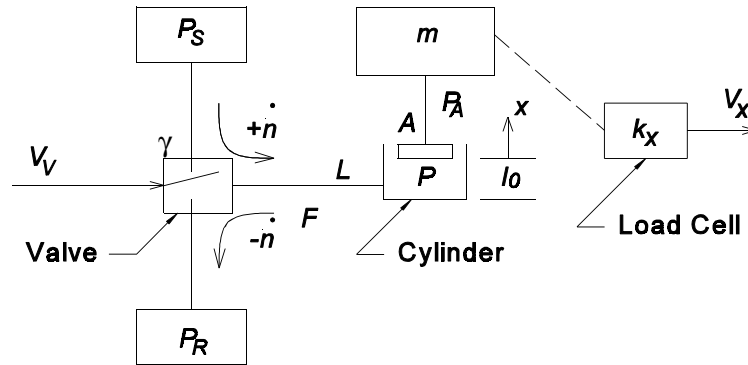 P_S
m
γ
+ṅ
A
P_A
x
k_X
V_X
V_V
L
P
l_0
F
-ṅ
Valve
Cylinder
Load Cell
P_R